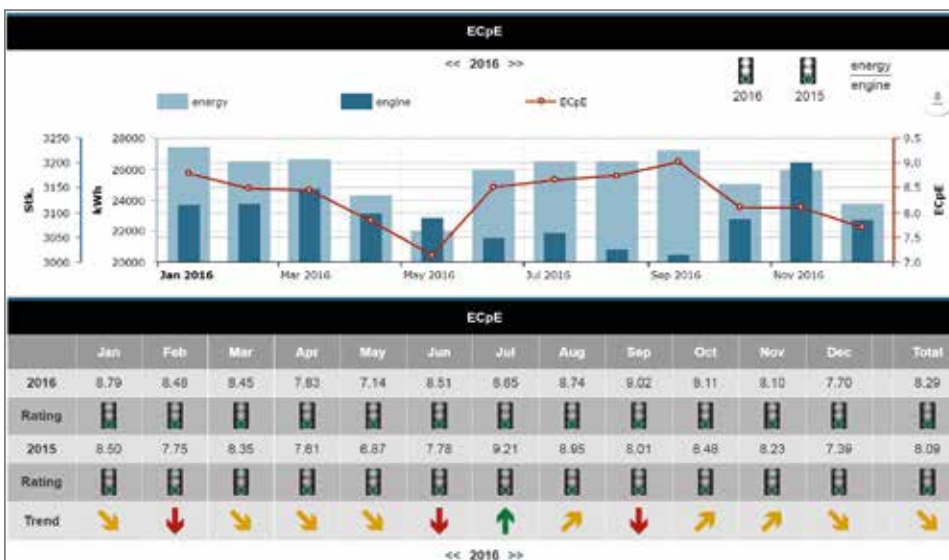 ECpE
<< 2016 >>
energy
engine
ECpE
2016
2015
energy
engine
3250
3200
3150
3100
3050
3000
Stk.
28000
26000
24000
22000
20000
kWh
9.5
9.0
8.5
8.0
7.5
7.0
ECpE
Jan 2016
Mar 2016
May 2016
Jul 2016
Sep 2016
Nov 2016
ECpE
Jan Feb Mar Apr May Jun Jul Aug Sep Oct Nov Dec Total
2016 8.79 8.48 8.45 7.83 7.14 8.51 8.65 8.74 9.02 8.11 8.10 7.70 8.29
Rating
2015 8.50 7.75 8.35 7.61 6.87 7.78 9.21 8.95 8.01 8.48 8.23 7.39 8.09
Rating
Trend
<< 2016 >>